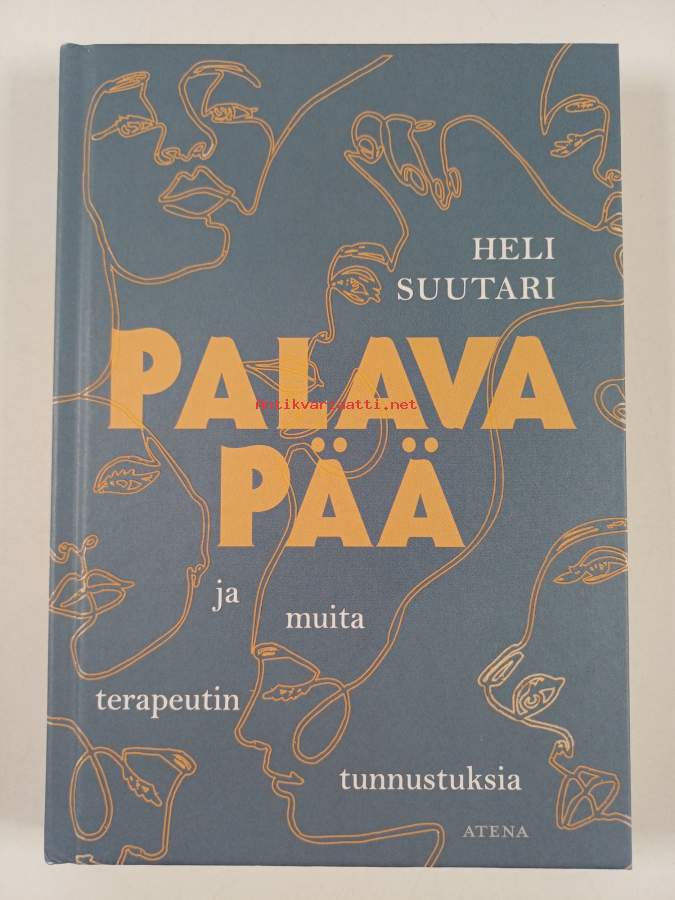 HELI
SUUTARI
PALAVA
antikvariaatti.net
PÄÄ
ja
muita
terapeutin
tunnustuksia
ATENA